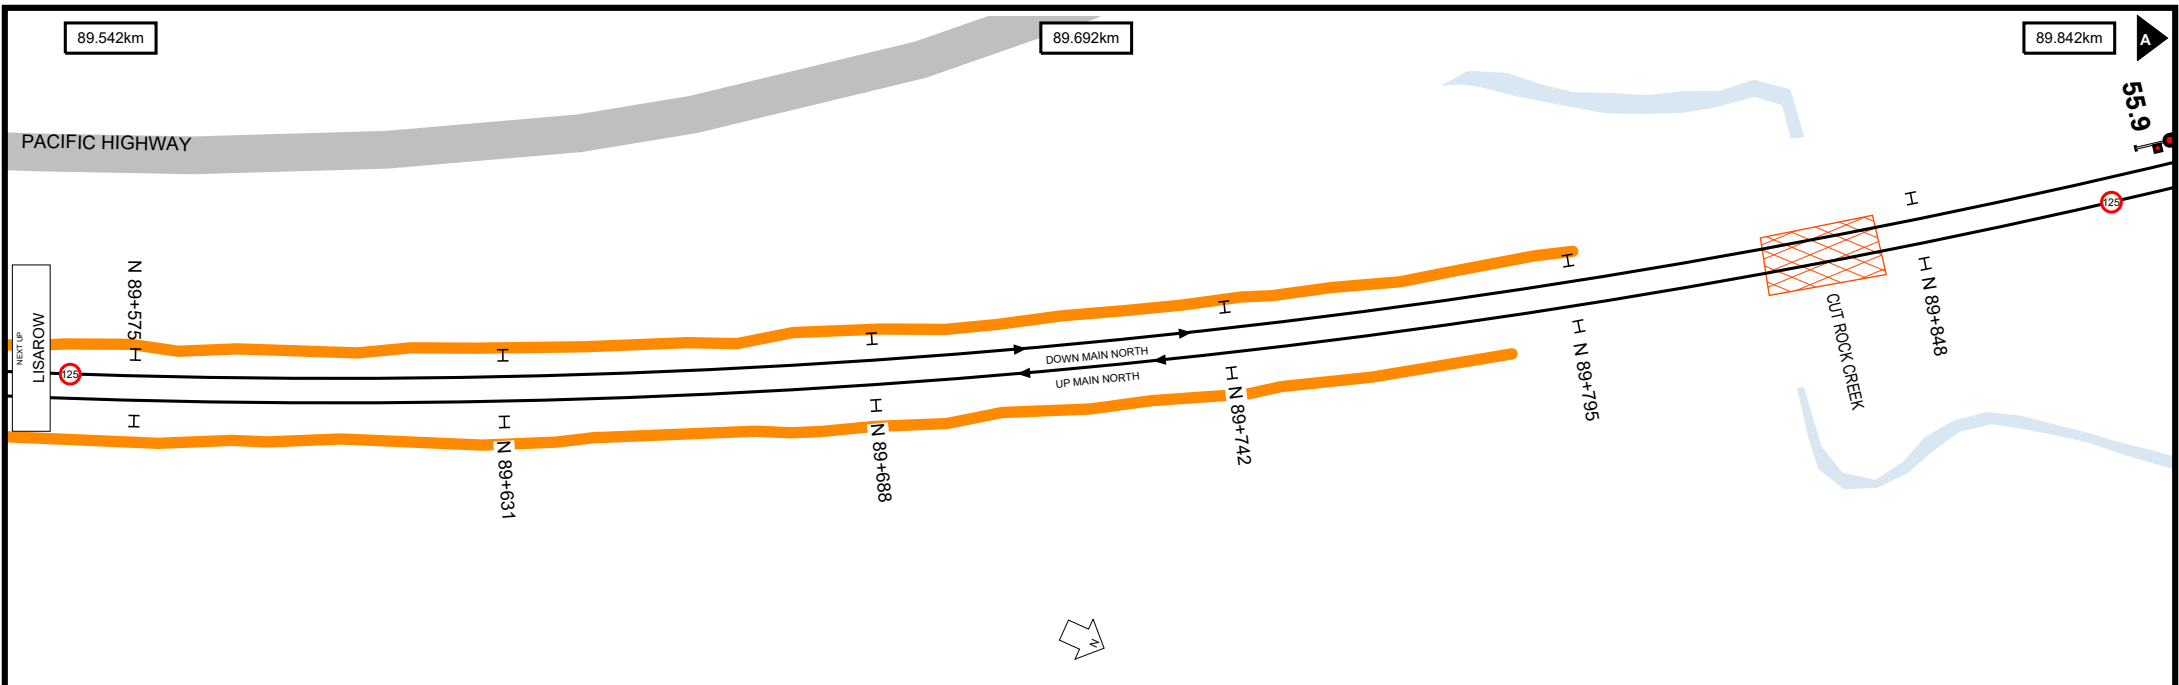 89.542km
89.692km
89.842km
A
55.9
PACIFIC HIGHWAY
125
N 89+575
NEXT UP
LISAROW
125
DOWN MAIN NORTH
UP MAIN NORTH
N 89+631
N 89+688
N 89+742
N 89+795
CUT ROCK CREEK
N 89+848
N